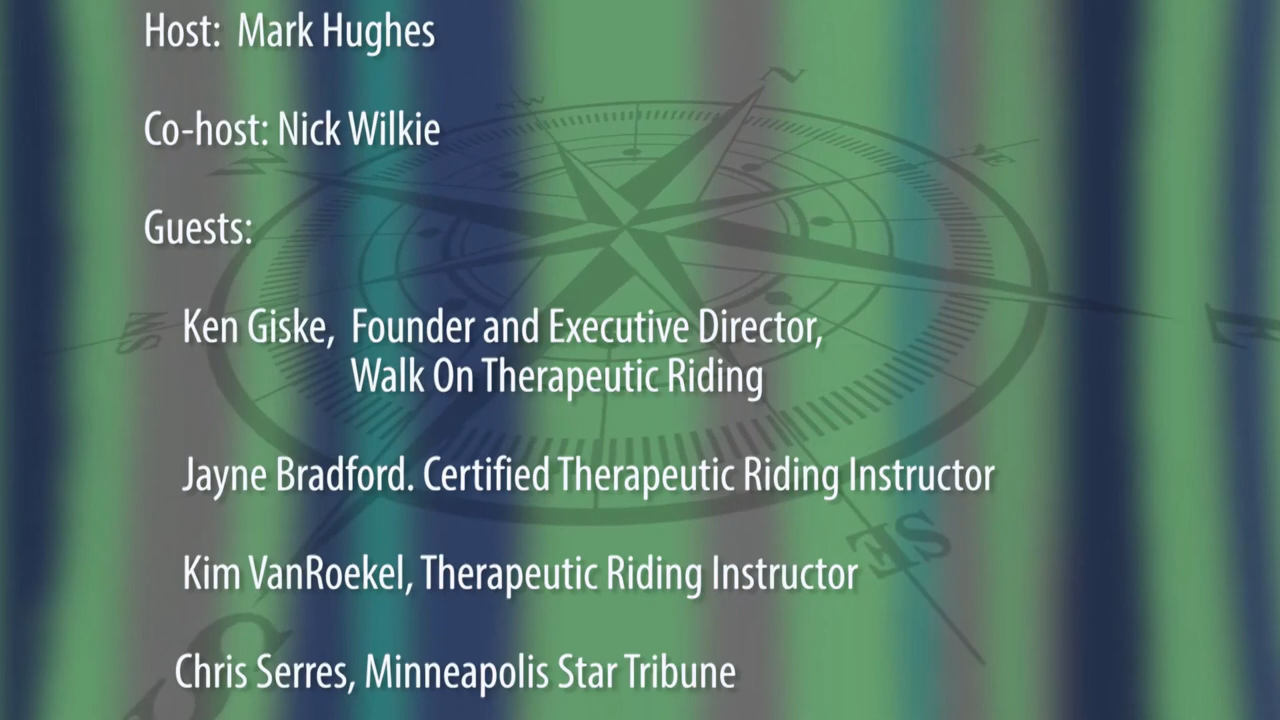 Host: Mark Hughes
Co-host: Nick Wilkie
Guests:
Ken Giske, Founder and Executive Director,
Walk On Therapeutic Riding
Jayne Bradford. Certified Therapeutic Riding Instructor
Kim VanRoekel, Therapeutic Riding Instructor
Chris Serres, Minneapolis Star Tribune
N
E
SE
S